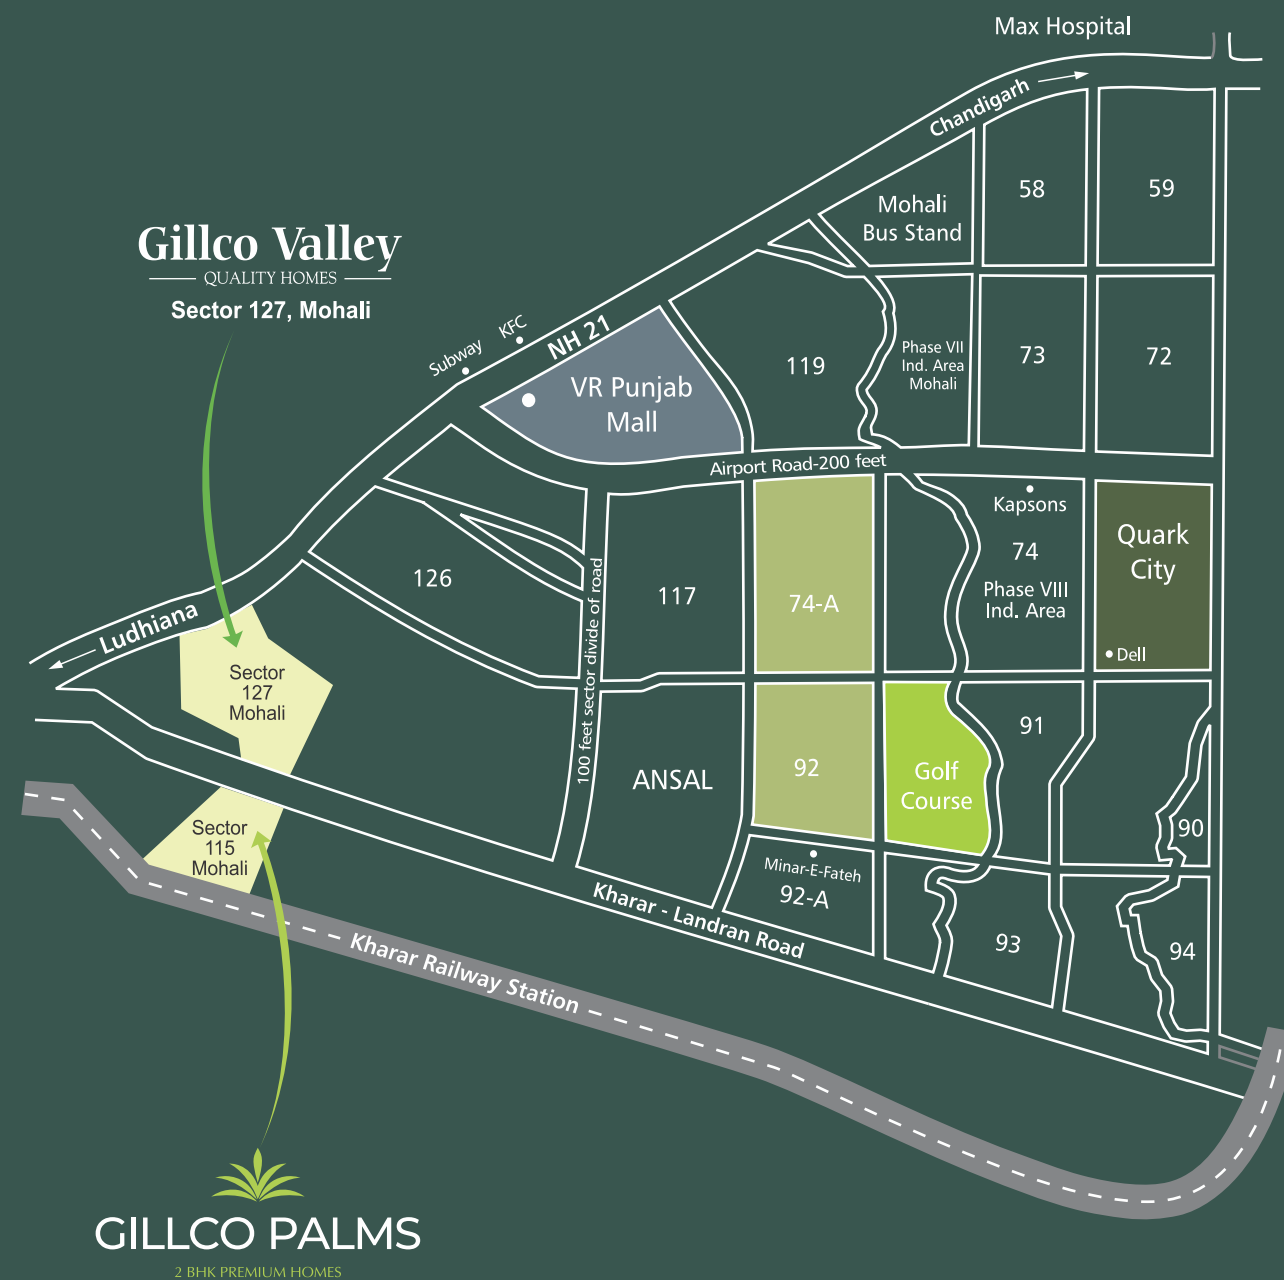 Max Hospital
Chandigarh
58
59
Mohali
Bus Stand
Gillco Valley
QUALITY HOMES
Sector 127, Mohali
Subway
KFC
NH 21
VR Punjab
Mall
119
Phase VII
Ind. Area
Mohali
73
72
Airport Road-200 feet
Kapsons
74
Phase VIII
Ind. Area
Quark
City
Dell
126
117
74-A
100 feet sector divide of road
Ludhiana
Sector
127
Mohali
ANSAL
92
Golf
Course
91
90
Sector
115
Mohali
Minar-E-Fateh
92-A
Kharar - Landran Road
93
94
Kharar Railway Station
GILLCO PALMS
2 BHK PREMIUM HOMES